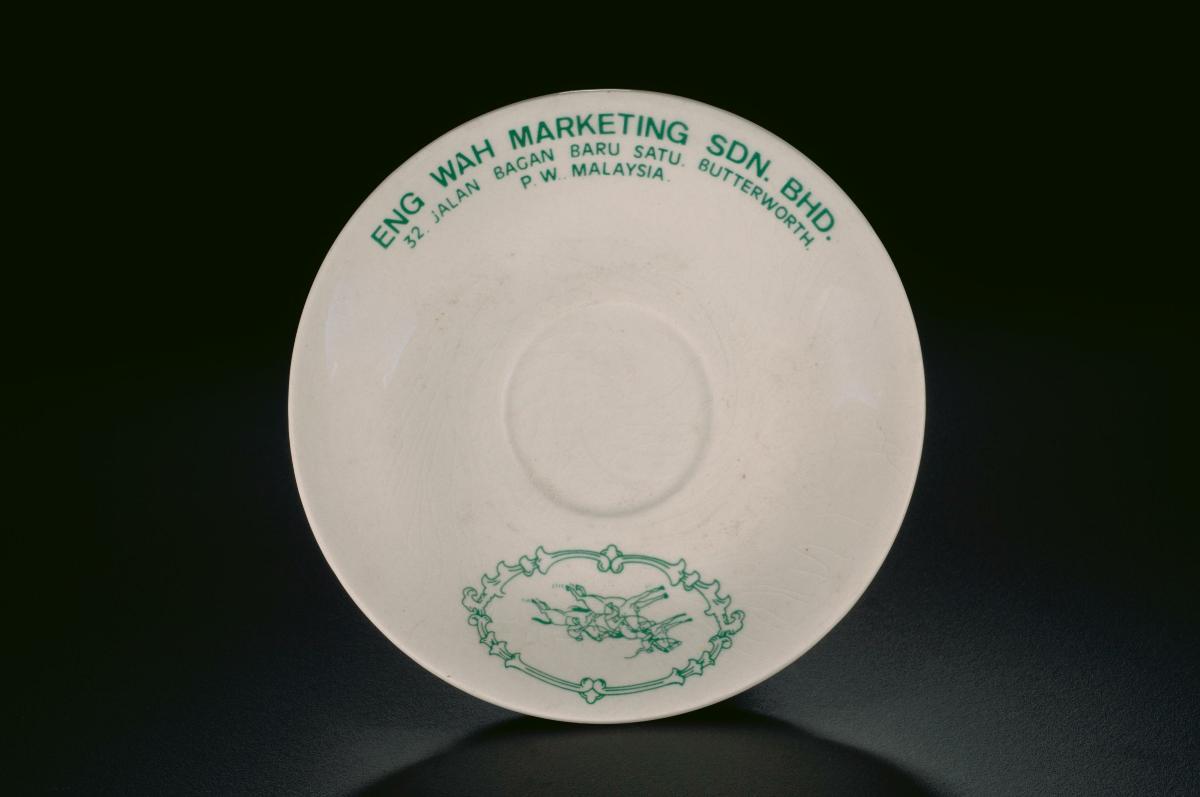 ENG WAH MARKETING SDN. BHD.
32. JALAN BAGAN BARU SATU. BUTTERWORTH.
P. W. MALAYSIA.